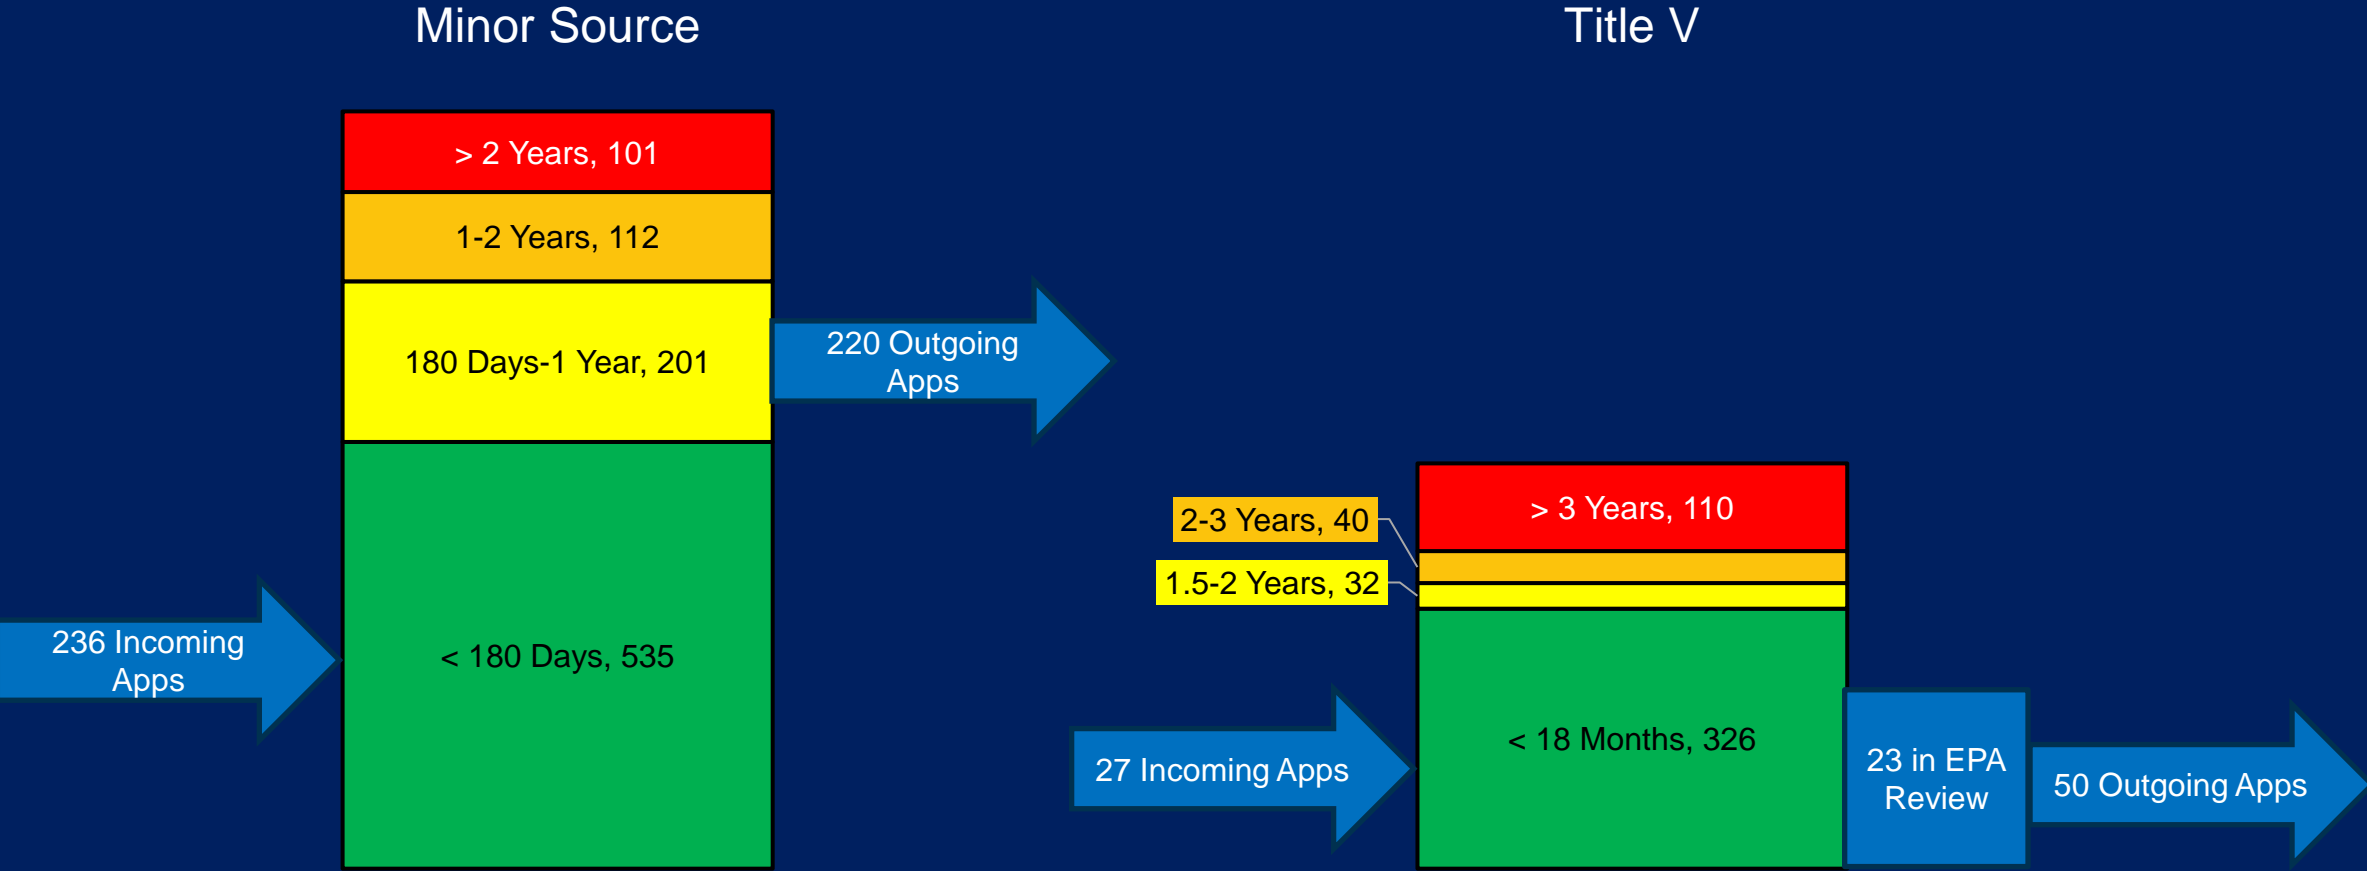 Minor Source
Title V
> 2 Years, 101
1-2 Years, 112
180 Days-1 Year, 201
< 180 Days, 535
236 Incoming
Apps
220 Outgoing
Apps
> 3 Years, 110
2-3 Years, 40
1.5-2 Years, 32
< 18 Months, 326
27 Incoming Apps
23 in EPA
Review
50 Outgoing Apps